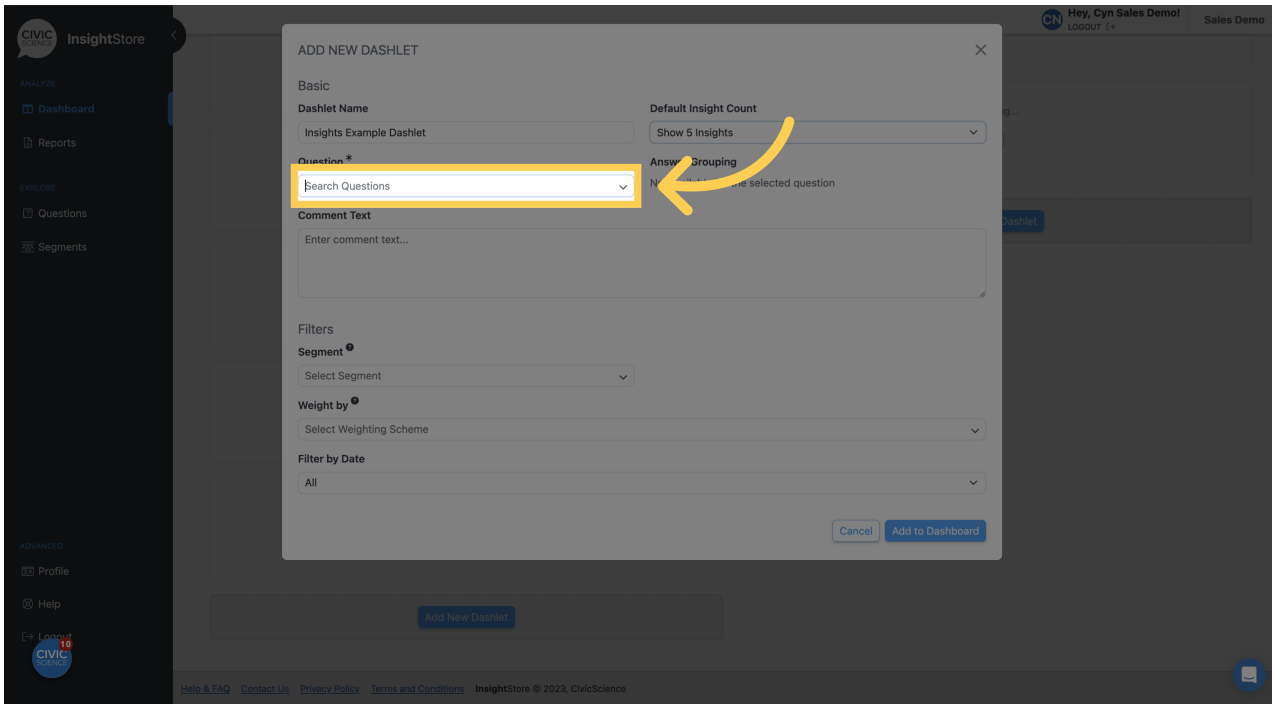 CIVIC
SCIENCE
InsightStore
Hey, Cyn Sales Demo!
CN
LOGOUT
Sales Demo
ANALYZE
Dashboard
Reports
EXPLORE
Questions
Segments
ADVANCED
Profile
Help
Logout
10
CIVIC
SCIENCE
ADD NEW DASHLET
Basic
Dashlet Name
Default Insight Count
Insights Example Dashlet
Show 5 Insights
Question *
Grouping
Search Questions
the selected question
Comment Text
Enter comment text...
Filters
Segment ?
Select Segment
Weight by ?
Select Weighting Scheme
Filter by Date
All
Cancel
Add to Dashboard
Dashlet
Add New Dashlet
Help & FAQ Contact Us Privacy Policy Terms and Conditions InsightStore © 2023, CivicScience